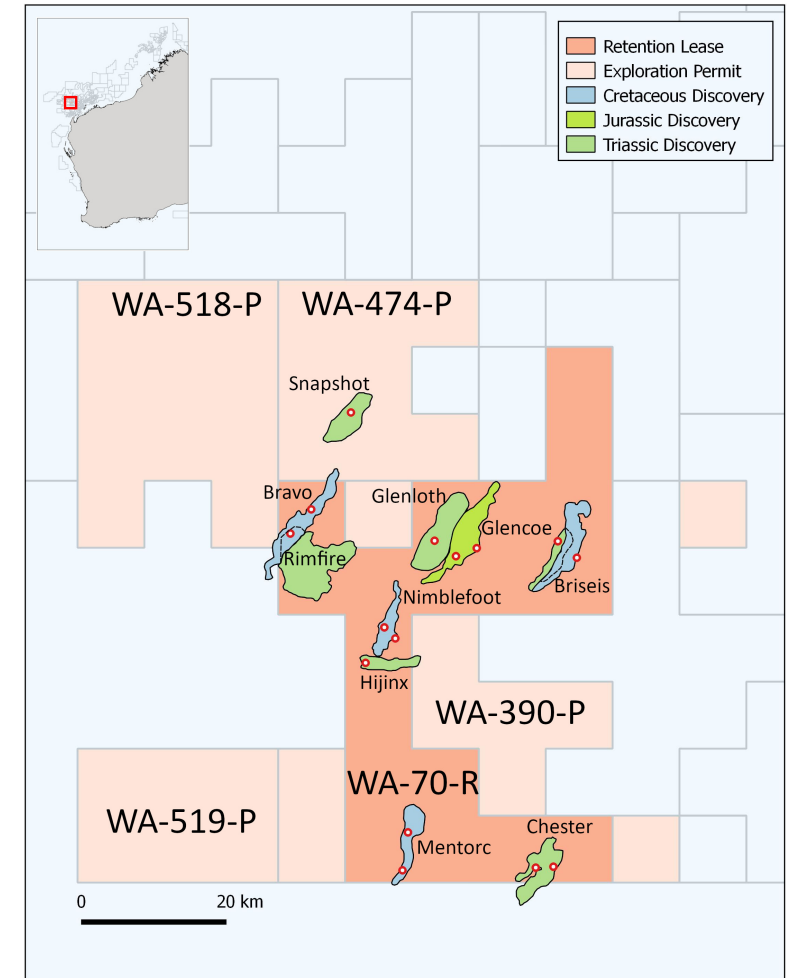 Retention Lease
Exploration Permit
Cretaceous Discovery
Jurassic Discovery
Triassic Discovery
WA-518-P
WA-474-P
Snapshot
Bravo
Glenloth
Glencoe
Rimfire
Briseis
Nimblefoot
Hijinx
WA-390-P
WA-70-R
WA-519-P
Chester
Mentorc
0 20 km